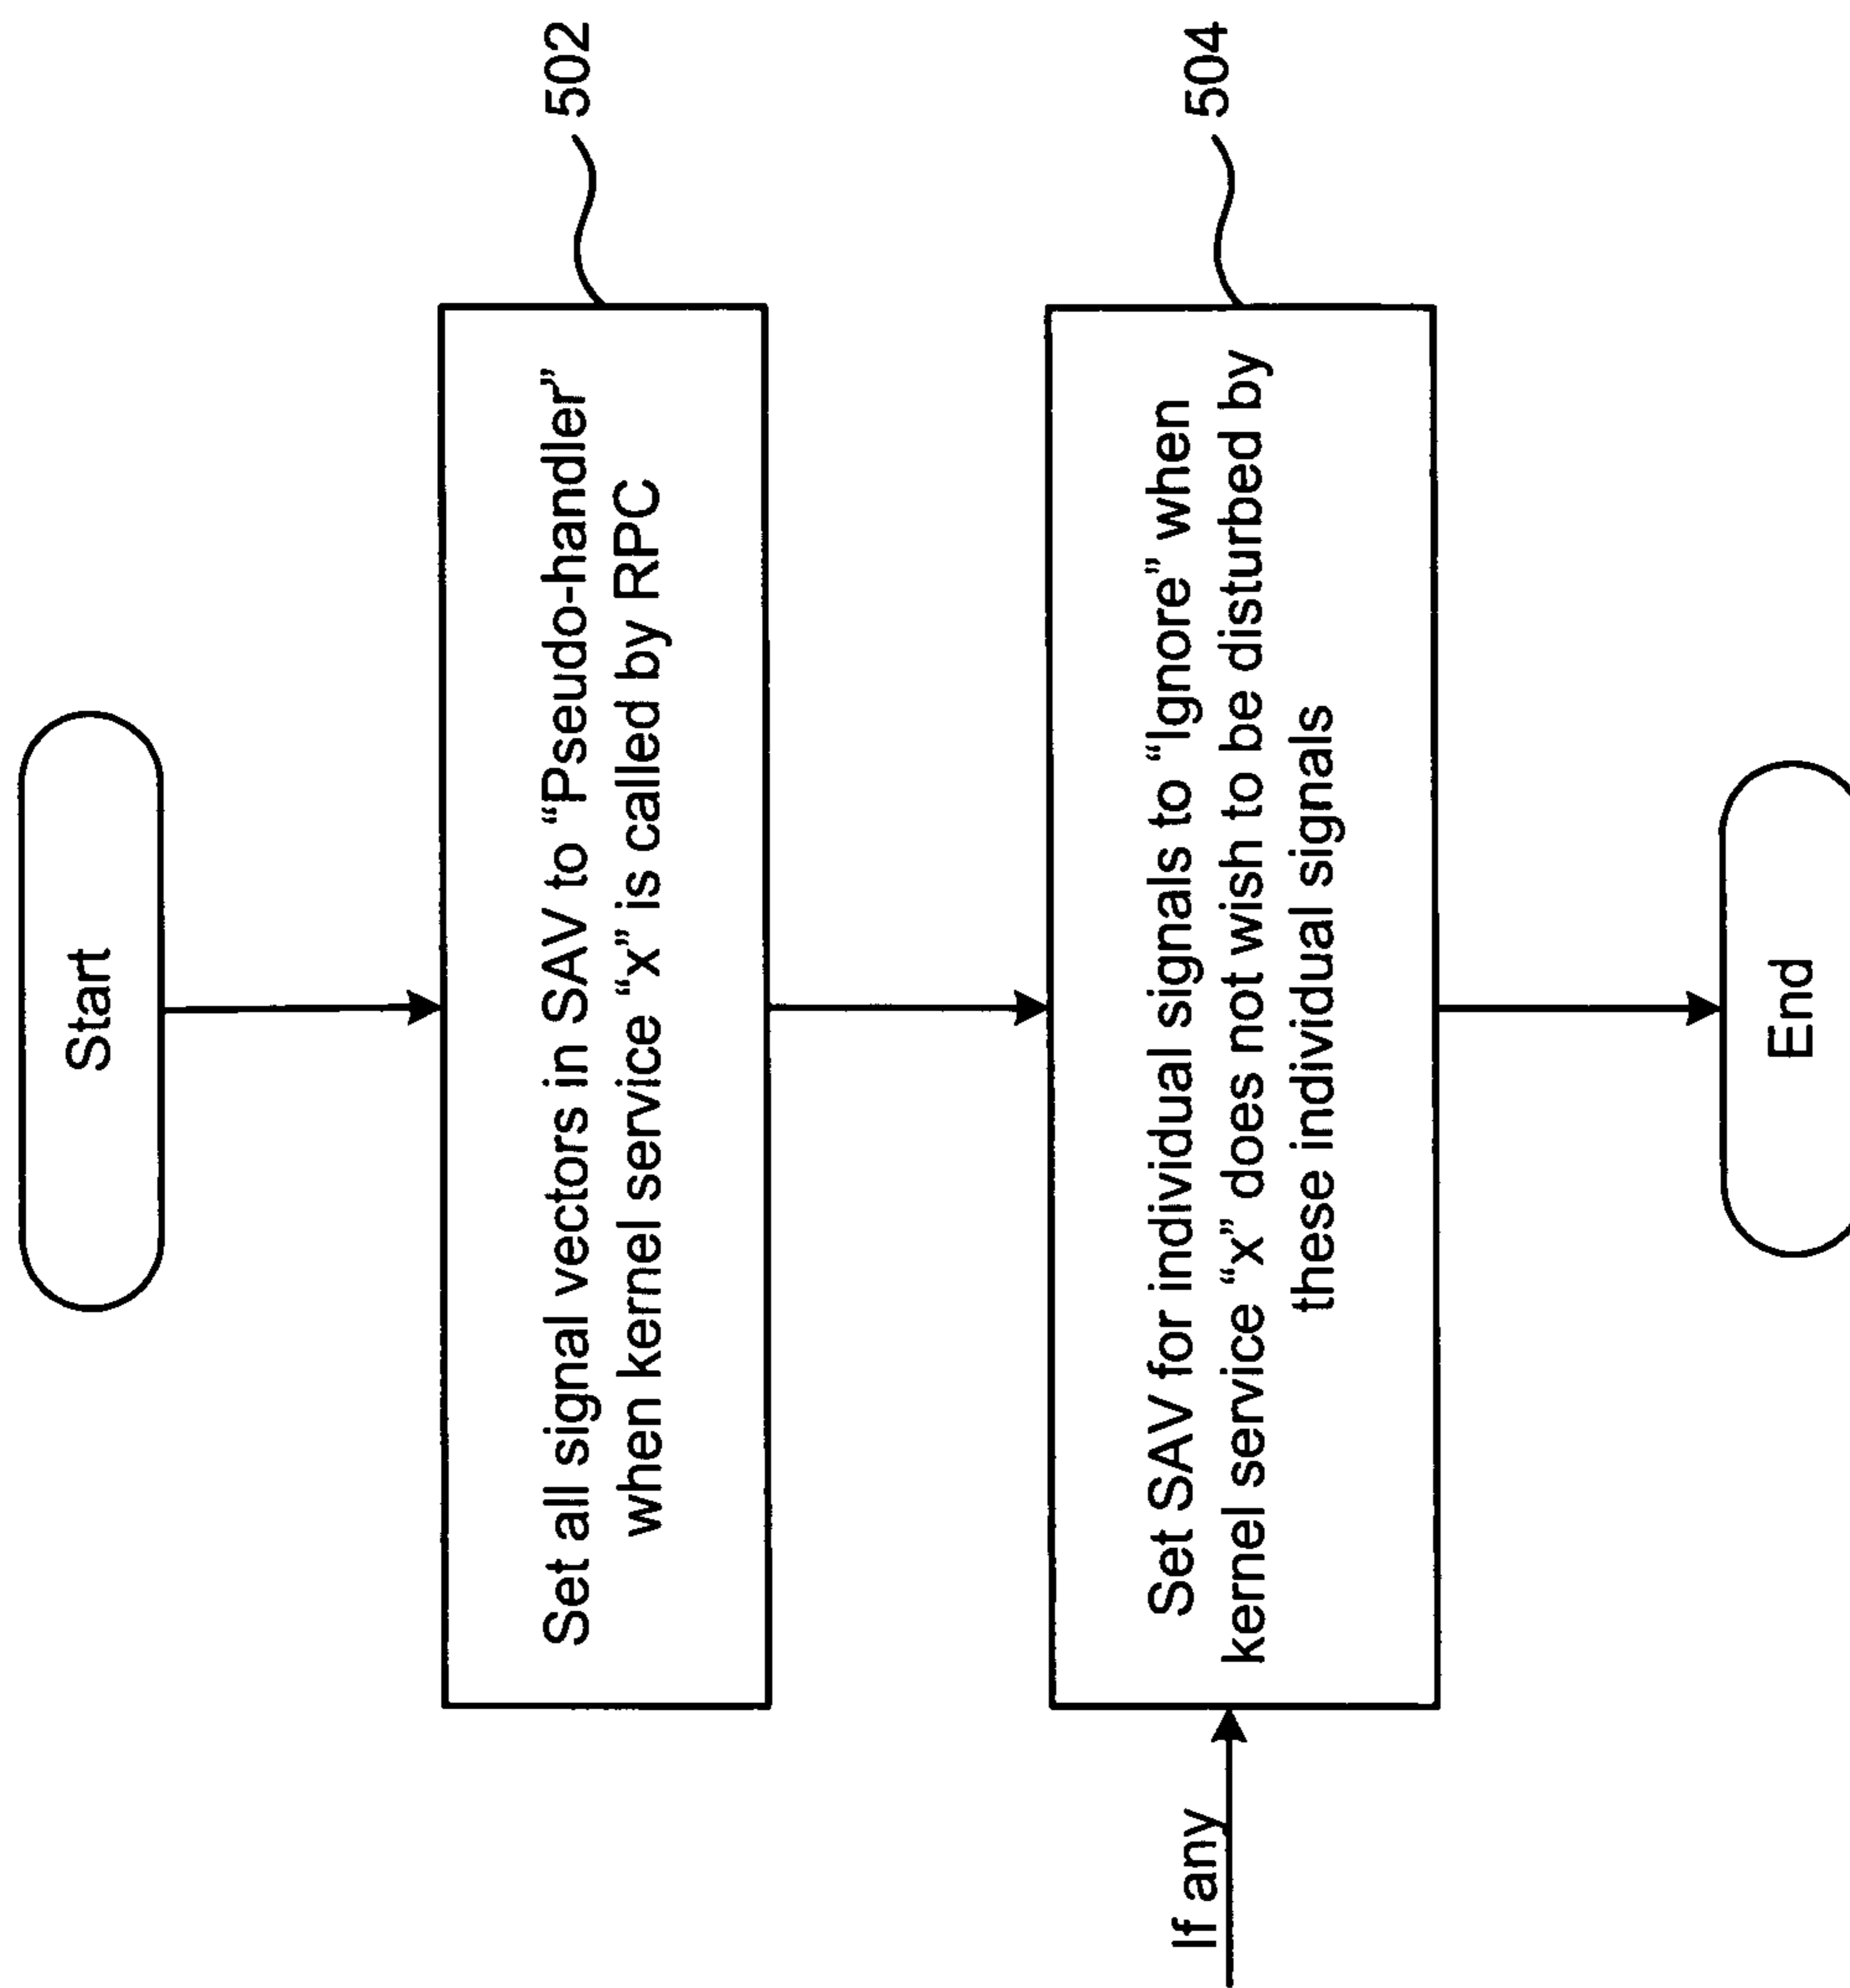 Start
Set all signal vectors in SAV to “Pseudo-handler”
when kernel service “x” is called by RPC
502
If any
Set SAV for individual signals to “Ignore” when
kernel service “x” does not wish to be disturbed by
these individual signals
504
End